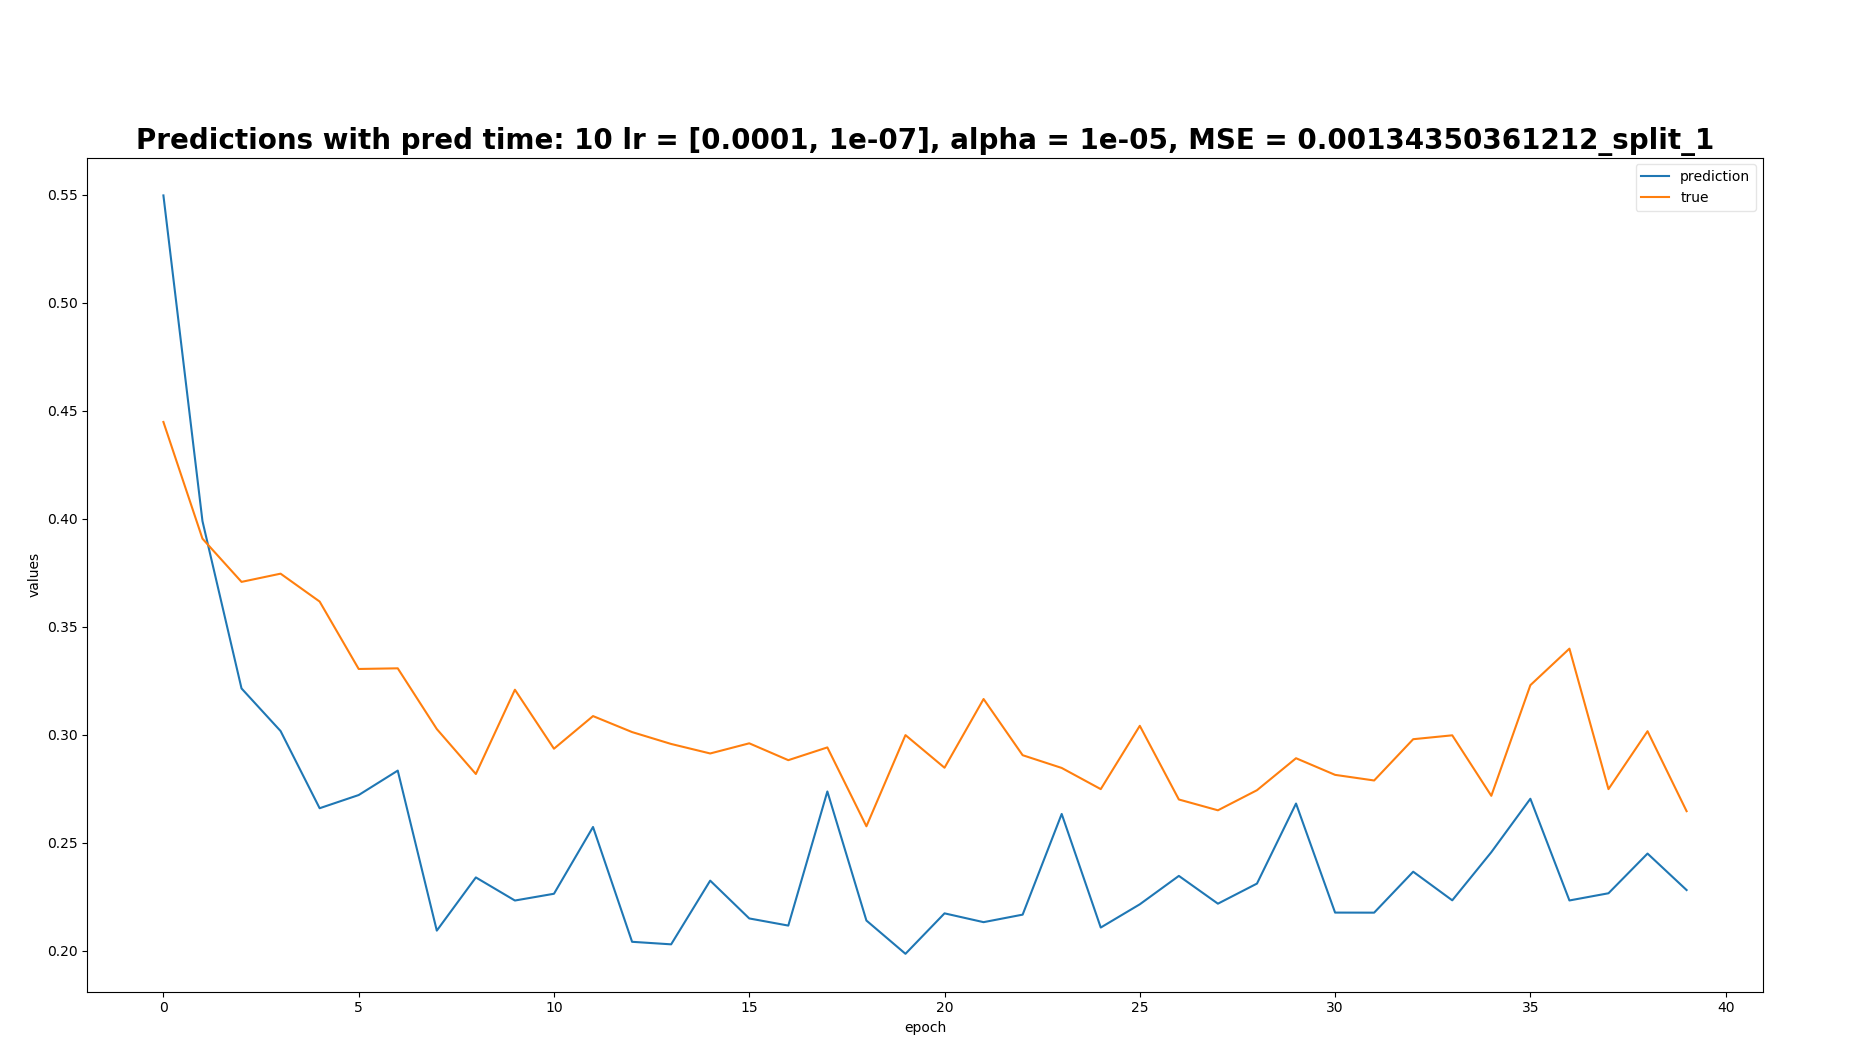 Predictions with pred time: 10 lr = [0.0001, 1e-07], alpha = 1e-05, MSE = 0.00134350361212_split_1
prediction
true
0.55
0.50
0.45
0.40
0.35
0.30
0.25
0.20
values
0 5 10 15 20 25 30 35 40
epoch